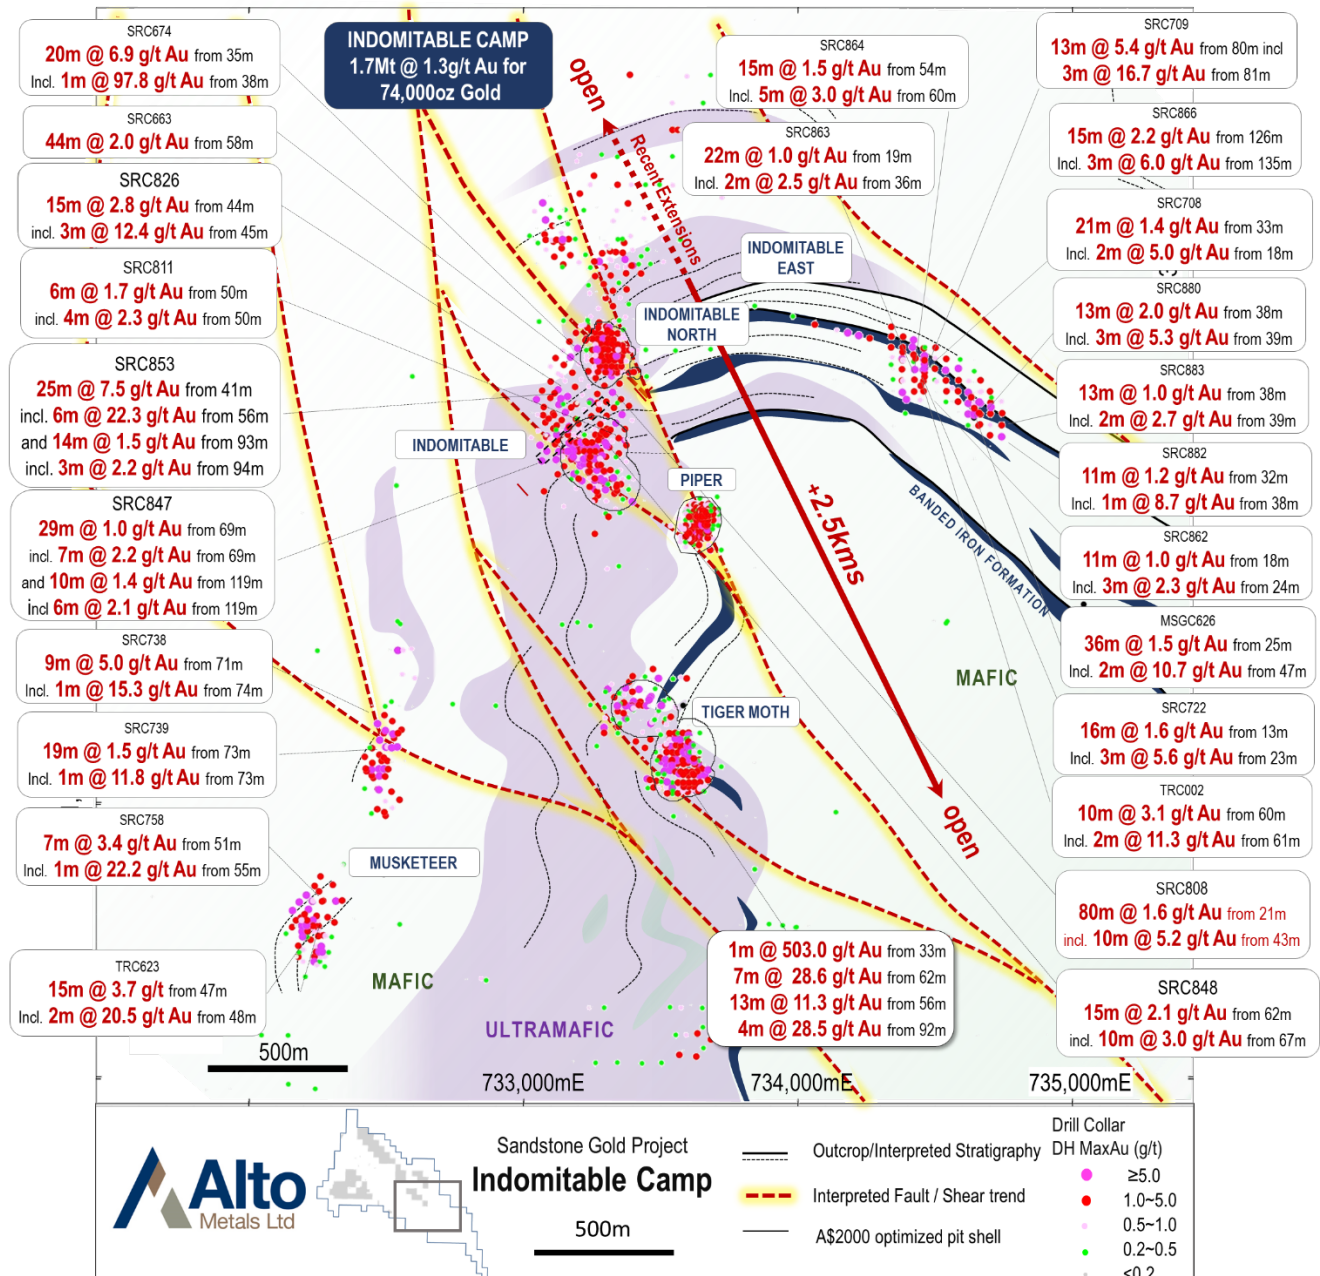 SRC674
20m @ 6.9 g/t Au from 35m
Incl. 1m @ 97.8 g/t Au from 38m
SRC663
44m @ 2.0 g/t Au from 58m
SRC826
15m @ 2.8 g/t Au from 44m
incl. 3m @ 12.4 g/t Au from 45m
SRC811
6m @ 1.7 g/t Au from 50m
incl. 4m @ 2.3 g/t Au from 50m
SRC853
25m @ 7.5 g/t Au from 41m
incl. 6m @ 22.3 g/t Au from 56m
and 14m @ 1.5 g/t Au from 93m
incl. 3m @ 2.2 g/t Au from 94m
SRC847
29m @ 1.0 g/t Au from 69m
incl. 7m @ 2.2 g/t Au from 69m
and 10m @ 1.4 g/t Au from 119m
incl 6m @ 2.1 g/t Au from 119m
SRC738
9m @ 5.0 g/t Au from 71m
Incl. 1m @ 15.3 g/t Au from 74m
SRC739
19m @ 1.5 g/t Au from 73m
Incl. 1m @ 11.8 g/t Au from 73m
SRC758
7m @ 3.4 g/t Au from 51m
Incl. 1m @ 22.2 g/t Au from 55m
TRC623
15m @ 3.7 g/t from 47m
Incl. 2m @ 20.5 g/t Au from 48m
INDOMITABLE CAMP
1.7Mt @ 1.3g/t Au for
74,000oz Gold
open
Recent Extensions
+2.5kms
open
SRC864
15m @ 1.5 g/t Au from 54m
Incl. 5m @ 3.0 g/t Au from 60m
SRC863
22m @ 1.0 g/t Au from 19m
Incl. 2m @ 2.5 g/t Au from 36m
INDOMITABLE
EAST
INDOMITABLE
NORTH
INDOMITABLE
PIPER
BANDED IRON FORMATION
MAFIC
TIGER MOTH
MUSKETEER
MAFIC
ULTRAMAFIC
1m @ 503.0 g/t Au from 33m
7m @ 28.6 g/t Au from 62m
13m @ 11.3 g/t Au from 56m
4m @ 28.5 g/t Au from 92m
SRC709
13m @ 5.4 g/t Au from 80m incl
3m @ 16.7 g/t Au from 81m
SRC866
15m @ 2.2 g/t Au from 126m
Incl. 3m @ 6.0 g/t Au from 135m
SRC708
21m @ 1.4 g/t Au from 33m
Incl. 2m @ 5.0 g/t Au from 18m
SRC880
13m @ 2.0 g/t Au from 38m
Incl. 3m @ 5.3 g/t Au from 39m
SRC883
13m @ 1.0 g/t Au from 38m
Incl. 2m @ 2.7 g/t Au from 39m
SRC882
11m @ 1.2 g/t Au from 32m
Incl. 1m @ 8.7 g/t Au from 38m
SRC862
11m @ 1.0 g/t Au from 18m
Incl. 3m @ 2.3 g/t Au from 24m
MSGC626
36m @ 1.5 g/t Au from 25m
Incl. 2m @ 10.7 g/t Au from 47m
SRC722
16m @ 1.6 g/t Au from 13m
Incl. 3m @ 5.6 g/t Au from 23m
TRC002
10m @ 3.1 g/t Au from 60m
Incl. 2m @ 11.3 g/t Au from 61m
SRC808
80m @ 1.6 g/t Au from 21m
incl. 10m @ 5.2 g/t Au from 43m
SRC848
15m @ 2.1 g/t Au from 62m
incl. 10m @ 3.0 g/t Au from 67m
500m
733,000mE
734,000mE
735,000mE
Alto
Metals Ltd
Sandstone Gold Project
Indomitable Camp
500m
Outcrop/Interpreted Stratigraphy
Interpreted Fault / Shear trend
A$2000 optimized pit shell
Drill Collar
DH MaxAu (g/t)
≥5.0
1.0~5.0
0.5~1.0
0.2~0.5
<0.2